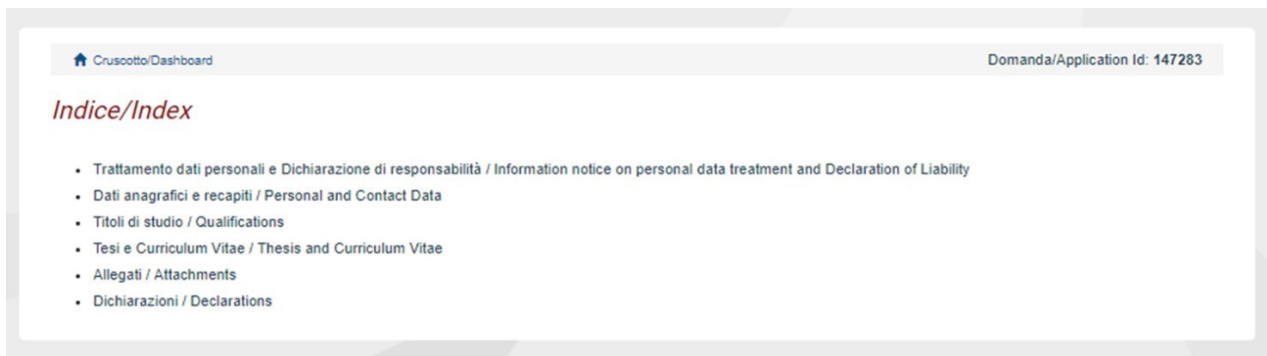 Cruscotto/Dashboard
Domanda/Application Id: 147283
Indice/Index
Trattamento dati personali e Dichiarazione di responsabilità / Information notice on personal data treatment and Declaration of Liability
Dati anagrafici e recapiti / Personal and Contact Data
Titoli di studio / Qualifications
Tesi e Curriculum Vitae / Thesis and Curriculum Vitae
Allegati / Attachments
Dichiarazioni / Declarations